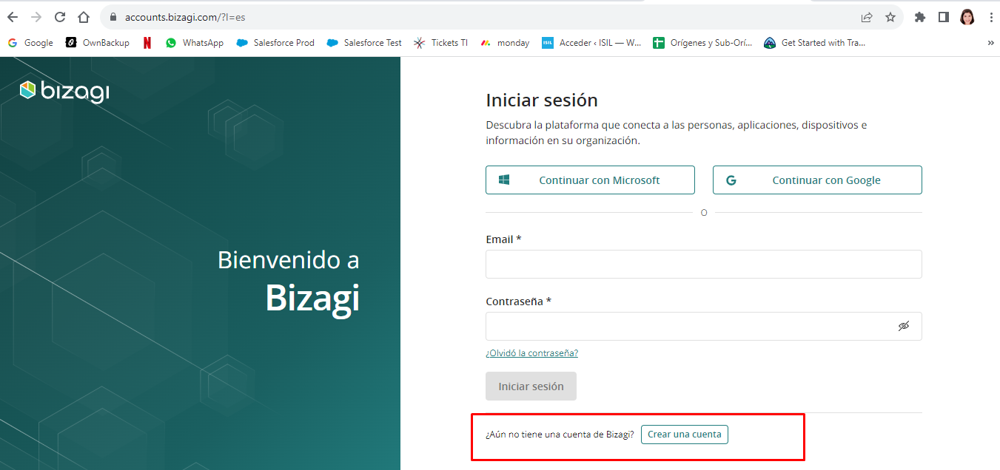 accounts.bizagi.com/?l=es
Google
OwnBackup
WhatsApp
Salesforce Prod
Salesforce Test
Tickets TI
monday
ISIL
Acceder ‹ ISIL — W...
Orígenes y Sub-Orí...
Get Started with Tra...
»
bizagi
Bienvenido a
Bizagi
Iniciar sesión
Descubra la plataforma que conecta a las personas, aplicaciones, dispositivos e
información en su organización.
Continuar con Microsoft
Continuar con Google
O
Email *
Contraseña *
¿Olvidó la contraseña?
Iniciar sesión
¿Aún no tiene una cuenta de Bizagi?
Crear una cuenta